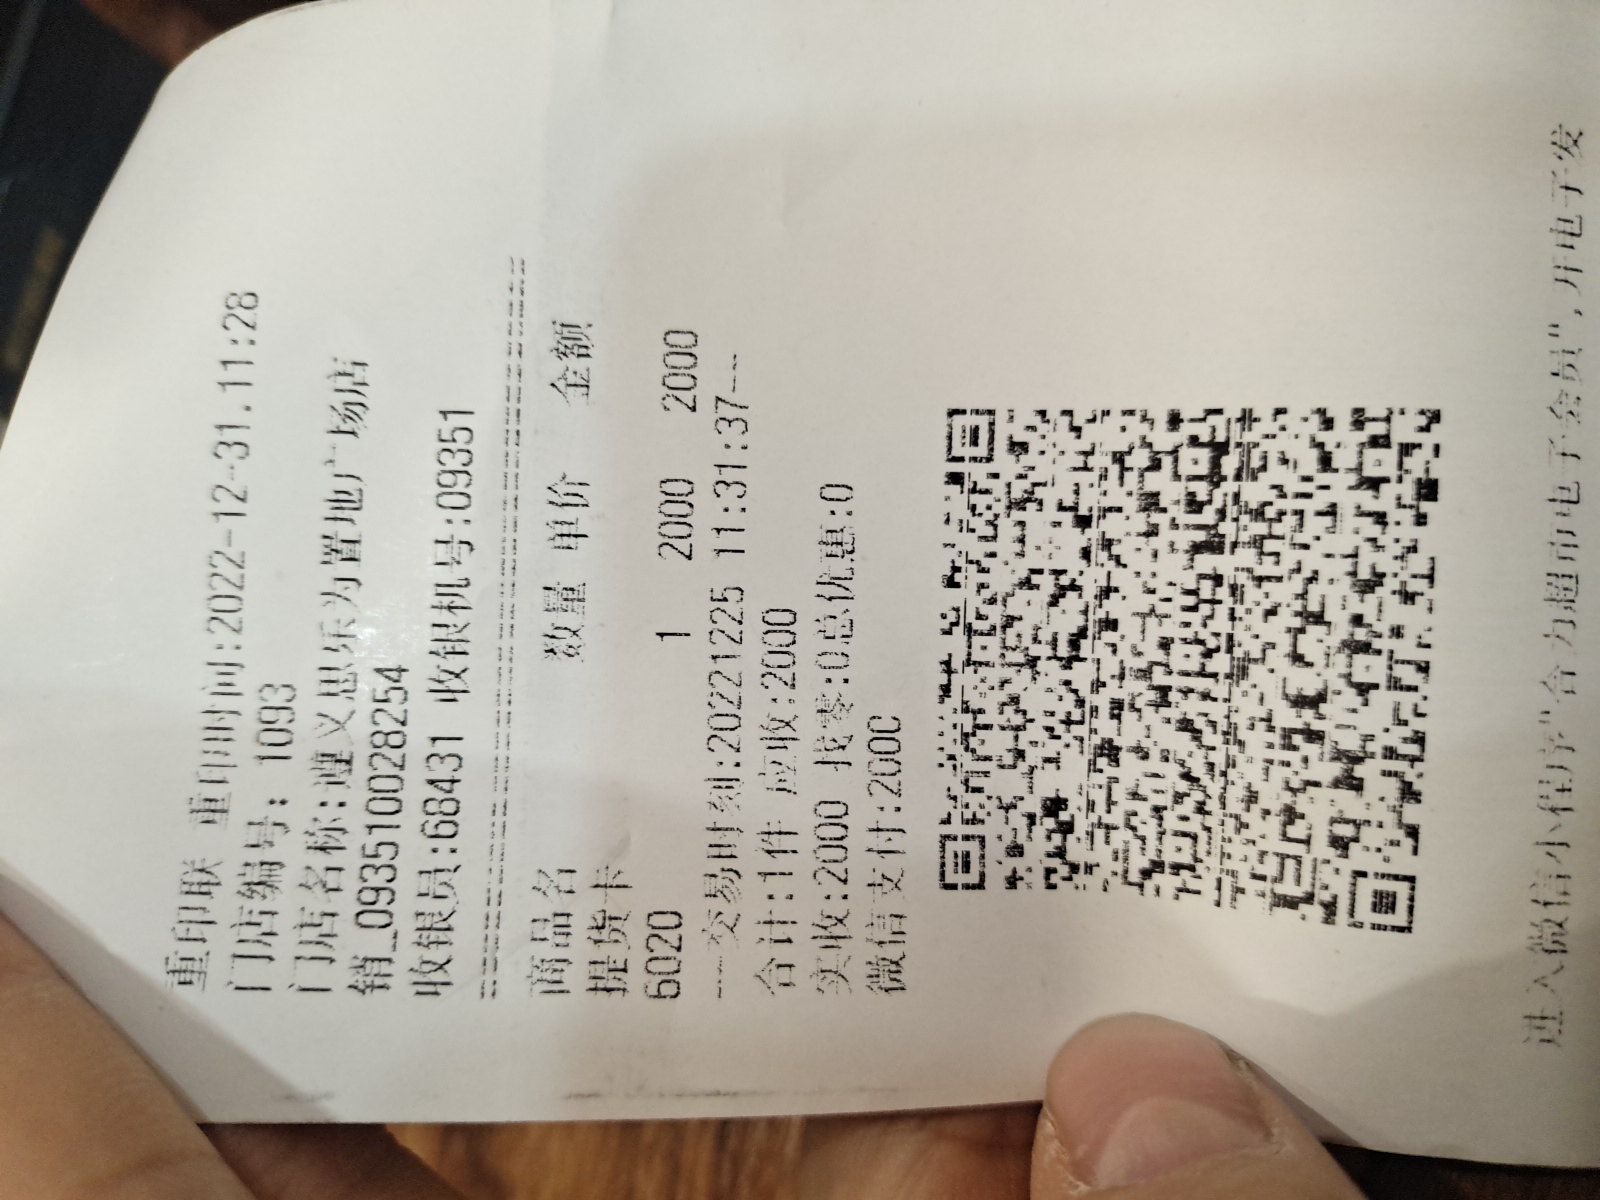 重印联 重印时间:2022-12-31.11:28
门店编号: 1093
门店名称:遵义思乐为置地广场店
销_093510028254
收银员:68431 收银机号:09351
商品名 数量 单价 金额
提货卡
6020 1 2000 2000
---交易时刻:20221225 11:31:37--
合计:1件 应收:2000
实收:2000 找零:0总优惠:0
微信支付:2000
进入微信小程序"合力超市电子会员",开电子发